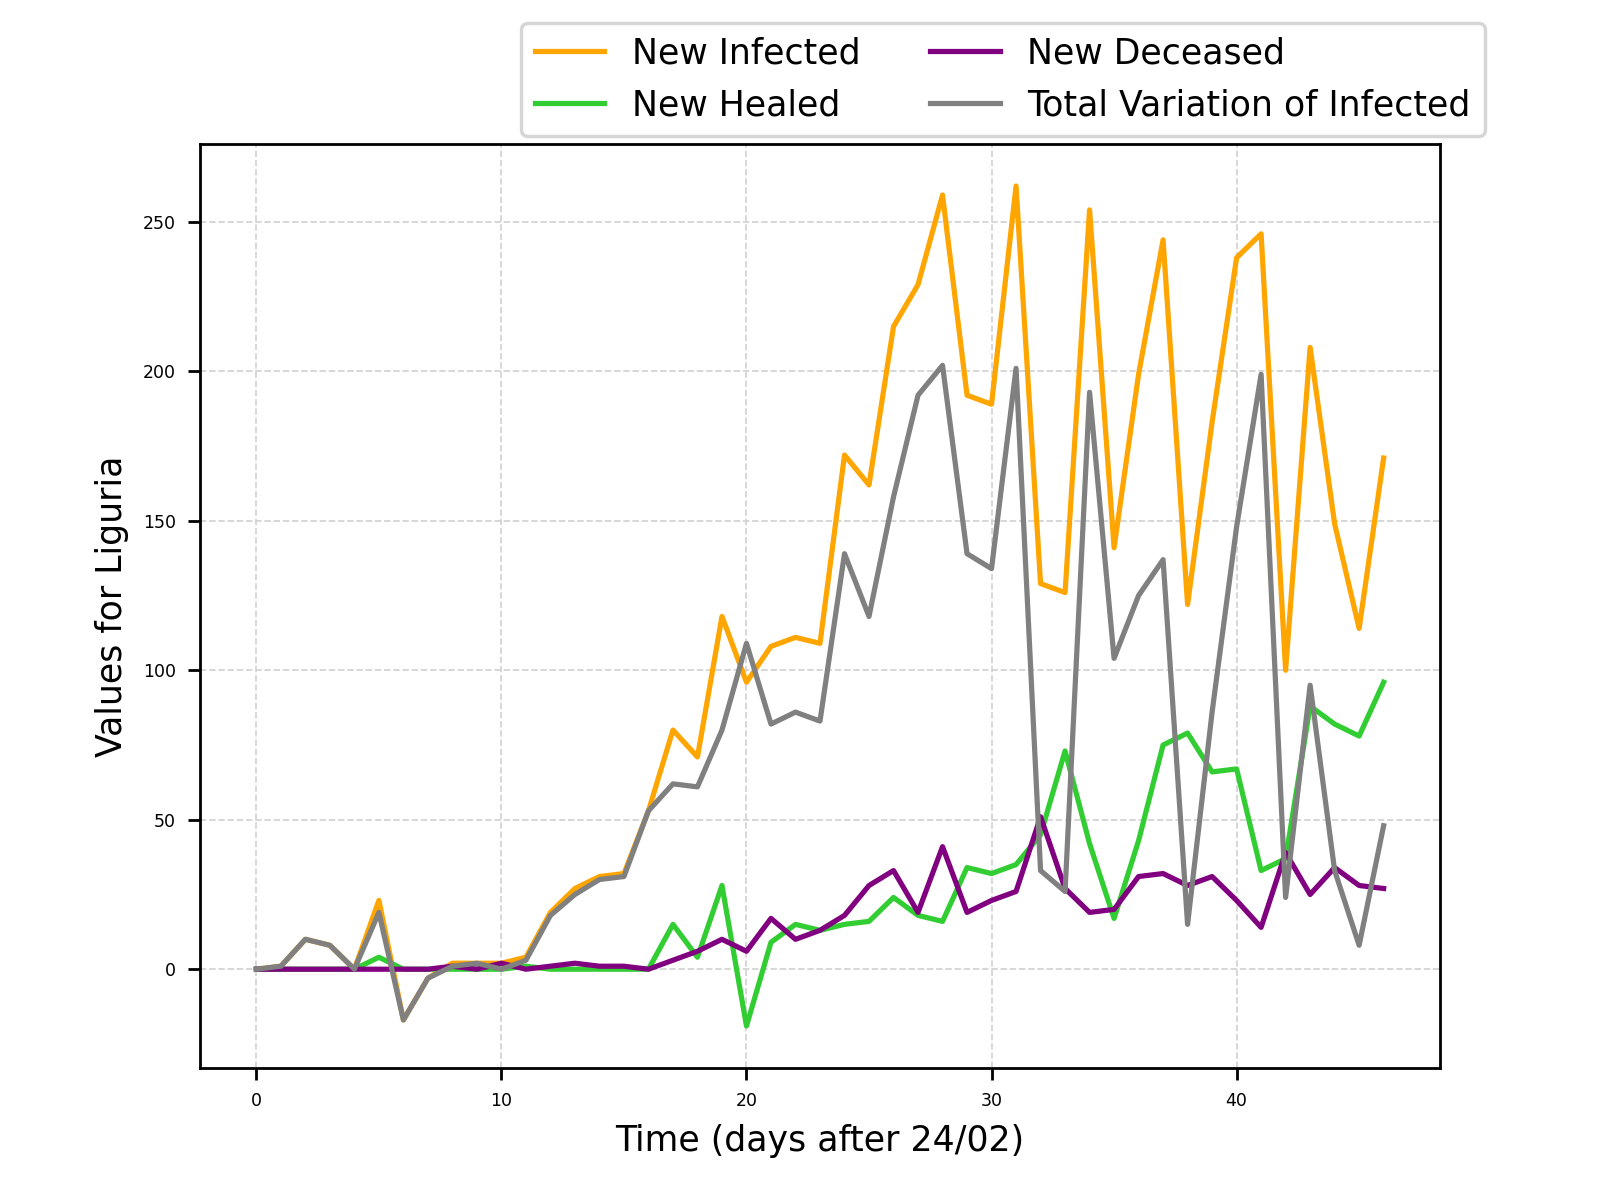 New Infected
New Healed
New Deceased
Total Variation of Infected
250
200
150
100
50
0
Values for Liguria
0 10 20 30 40
Time (days after 24/02)